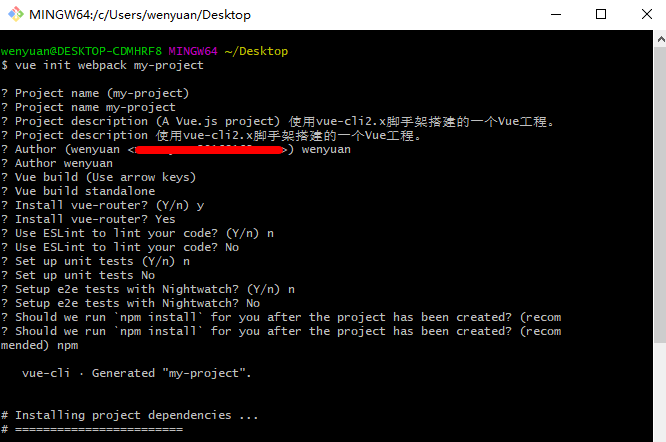 MINGW64:/c/Users/wenyuan/Desktop
wenyuan@DESKTOP-CDMHRF8 MINGW64 ~/Desktop
$ vue init webpack my-project
? Project name (my-project)
? Project name my-project
? Project description (A Vue.js project) 使用vue-cli2.x脚手架搭建的一个Vue工程。
? Project description 使用vue-cli2.x脚手架搭建的一个Vue工程。
? Author (wenyuan < >) wenyuan
? Author wenyuan
? Vue build (Use arrow keys)
? Vue build standalone
? Install vue-router? (Y/n) y
? Install vue-router? Yes
? Use ESLint to lint your code? (Y/n) n
? Use ESLint to lint your code? No
? Set up unit tests (Y/n) n
? Set up unit tests No
? Setup e2e tests with Nightwatch? (Y/n) n
? Setup e2e tests with Nightwatch? No
? Should we run `npm install` for you after the project has been created? (recom
? Should we run `npm install` for you after the project has been created? (recom
mended) npm
vue-cli · Generated "my-project".
# Installing project dependencies ...
# ========================